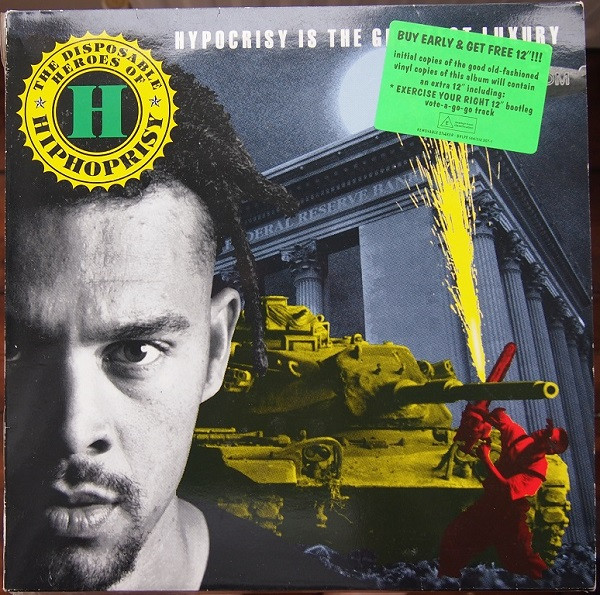 HYPOCRISY IS THE LUXURY
THE DISPOSABLE
HEROES OF
HIPHOPRISY
H
BUY EARLY & GET FREE 12"!!!
initial copies of the good old-fashioned
vinyl copies of this album will contain
an extra 12" including:
* EXERCISE YOUR RIGHT 12" bootleg
vote-a-go-go track
FEDERAL RESERVE BANK